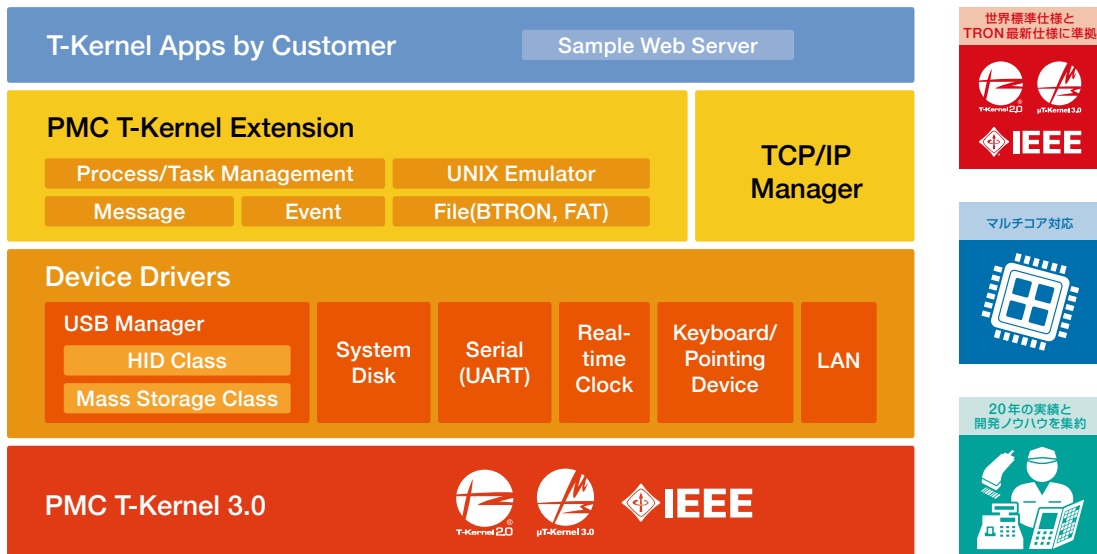 T-Kernel Apps by Customer
Sample Web Server
PMC T-Kernel Extension
Process/Task Management
UNIX Emulator
Message
Event
File(BTRON, FAT)
TCP/IP
Manager
Device Drivers
USB Manager
HID Class
Mass Storage Class
System
Disk
Serial
(UART)
Real-
time
Clock
Keyboard/
Pointing
Device
LAN
PMC T-Kernel 3.0
T-Kernel 2.0
®
μT-Kernel 3.0
IEEE
世界標準仕様と
TRON最新仕様に準拠
T-Kernel 2.0
®
μT-Kernel 3.0
IEEE
マルチコア対応
20年の実績と
開発ノウハウを集約